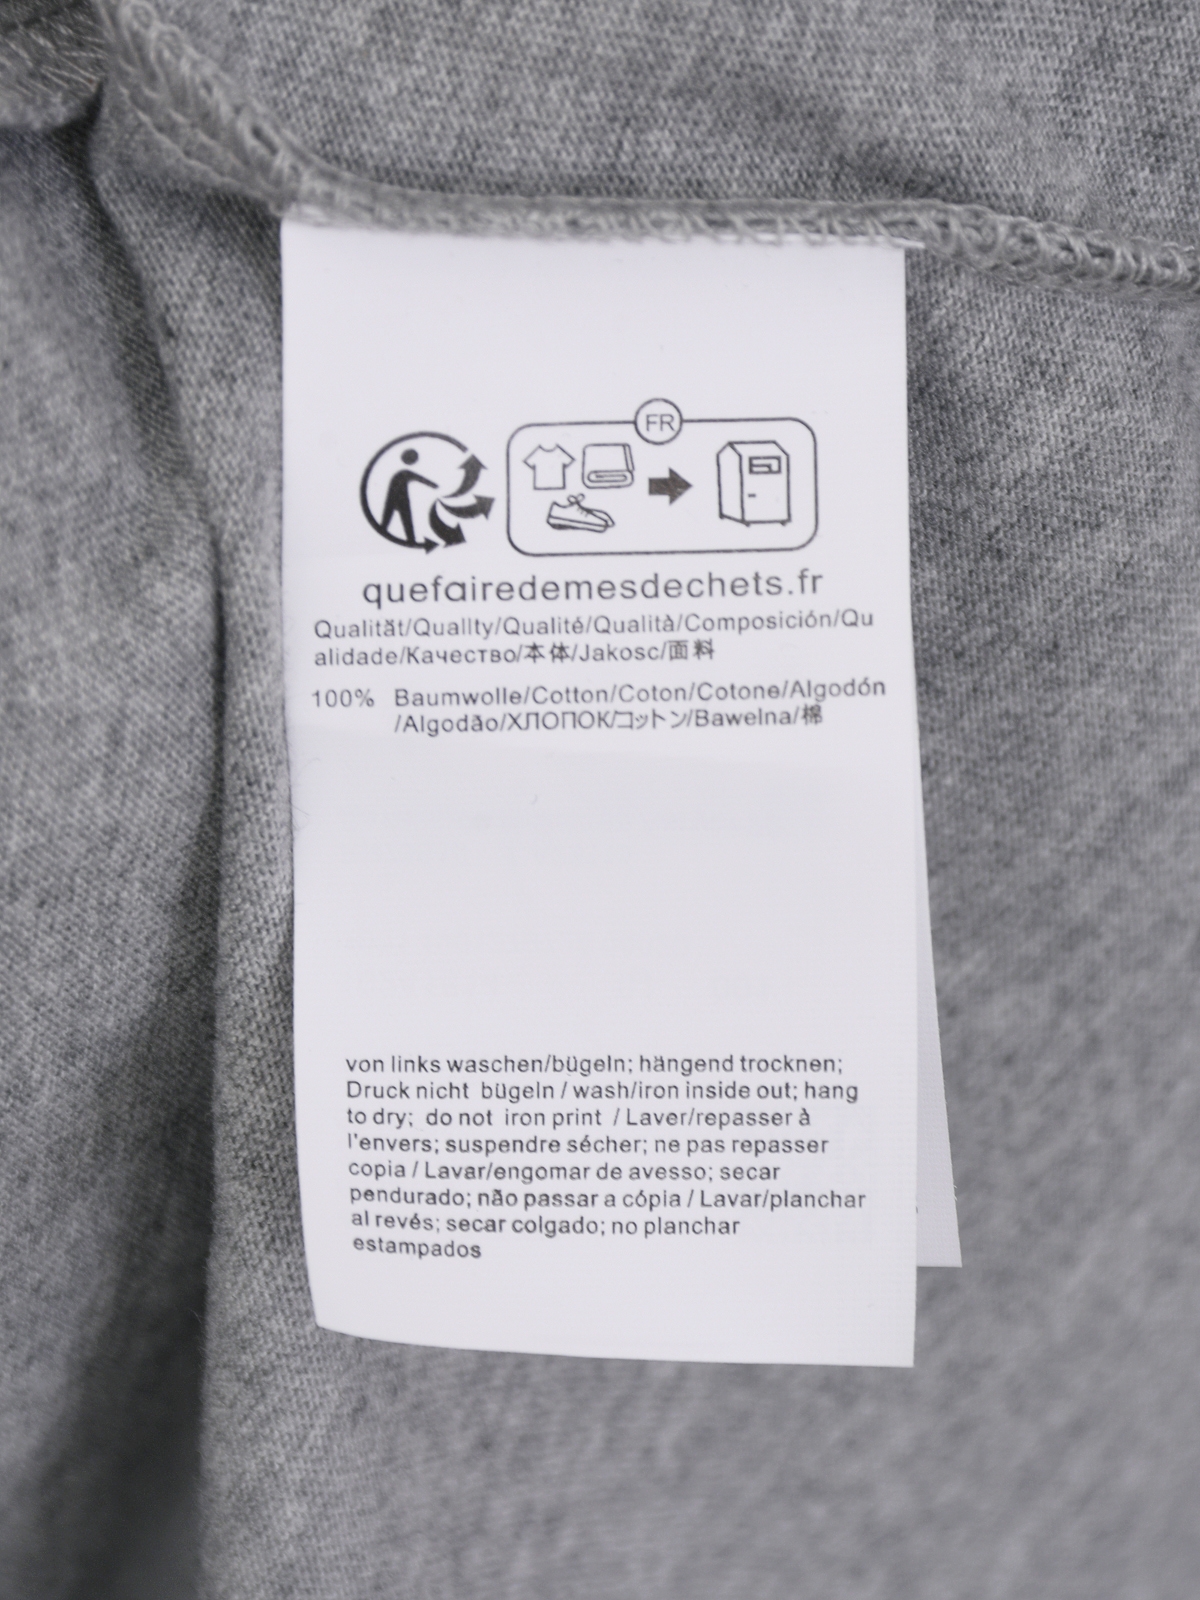 FR
quefairedemesdechets.fr
Qualität/Quallty/Qualité/Qualità/Composición/Qu
alidade/Качество/本体/Jakosc/面料
100% Baumwolle/Cotton/Coton/Cotone/Algodón
/Algodão/ХЛОПОК/コットン/Bawelna/棉
von links waschen/bügeln; hängend trocknen;
Druck nicht bügeln / wash/iron inside out; hang
to dry; do not iron print / Laver/repasser à
l'envers; suspendre sécher; ne pas repasser
copia / Lavar/engomar de avesso; secar
pendurado; não passar a cópia / Lavar/planchar
al revés; secar colgado; no planchar
estampados